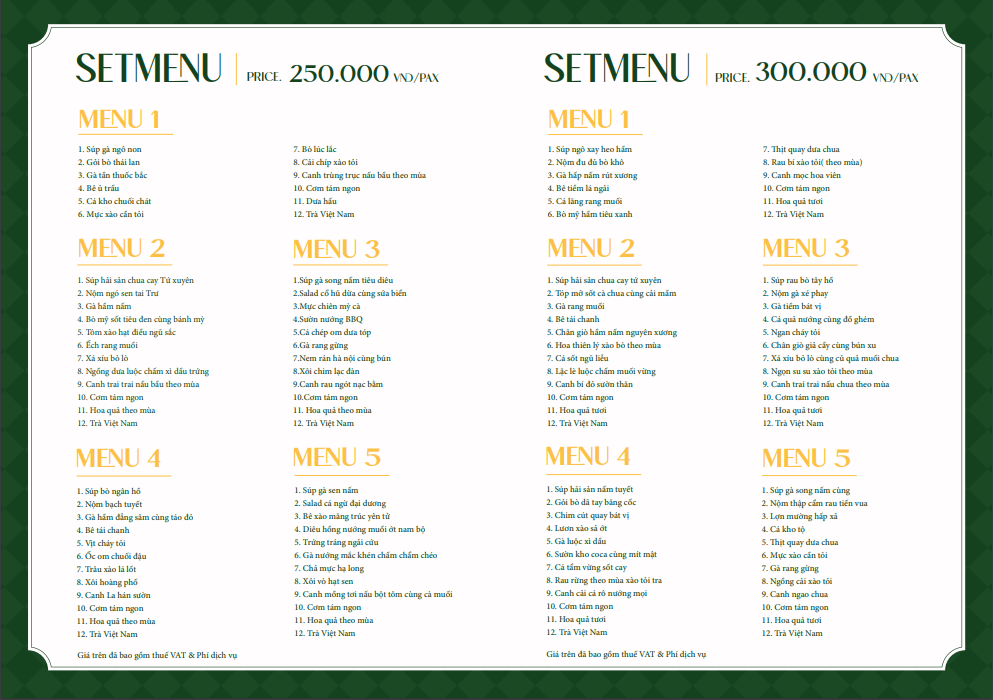 SETMENU
PRICE. 250.000 VND/PAX
MENU 1
1. Súp gà ngô non
2. Gỏi bò thái lan
3. Gà tần thuốc bắc
4. Bê ủ trấu
5. Cá kho chuối chát
6. Mực xào cần tỏi
7. Bò lúc lắc
8. Cải chíp xào tỏi
9. Canh trùng trục nấu bầu theo mùa
10. Cơm tám ngon
11. Dưa hấu
12. Trà Việt Nam
MENU 2
1. Súp hải sản chua cay Tứ xuyên
2. Nộm ngó sen tai Trư
3. Gà hầm nấm
4. Bò mỹ sốt tiêu đen cùng bánh mỳ
5. Tôm xào hạt điều ngũ sắc
6. Ếch rang muối
7. Xá xíu bỏ lò
8. Ngồng dưa luộc chấm xì dầu trứng
9. Canh trai trai nấu bầu theo mùa
10. Cơm tám ngon
11. Hoa quả theo mùa
12. Trà Việt Nam
MENU 3
1.Súp gà song nấm tiêu diêu
2.Salad cổ hũ dừa cùng sứa biển
3.Mực chiên mỳ cà
4.Sườn nướng BBQ
5.Cá chép om dưa tóp
6.Gà rang gừng
7.Nem rán hà nội cùng bún
8.Xôi chim lạc đàn
9.Canh rau ngót nạc băm
10.Cơm tám ngon
11. Hoa quả theo mùa
12. Trà Việt Nam
MENU 4
1. Súp bò ngân hồ
2. Nộm bạch tuyết
3. Gà hầm đẳng sâm cùng táo đỏ
4. Bê tái chanh
5. Vịt cháy tỏi
6. Ốc om chuối đậu
7. Trâu xào lá lốt
8. Xôi hoàng phố
9. Canh La hán sườn
10. Cơm tám ngon
11. Hoa quả theo mùa
12. Trà Việt Nam
MENU 5
1. Súp gà sen nấm
2. Salad cá ngừ đại dương
3. Bê xào măng trúc yên tử
4. Diêu hồng nướng muối ớt nam bộ
5. Trứng tráng ngải cứu
6. Gà nướng mắc khén chấm chẩm chéo
7. Chả mực hạ long
8. Xôi vò hạt sen
9. Canh mồng tơi nấu bột tôm cùng cà muối
10. Cơm tám ngon
11. Hoa quả theo mùa
12. Trà Việt Nam
Giá trên đã bao gồm thuế VAT & Phí dịch vụ
SETMENU
PRICE. 300.000 VND/PAX
MENU 1
1. Súp ngô xay heo hầm
2. Nộm đu đủ bò khô
3. Gà hấp nấm rút xương
4. Bê tiềm lá ngải
5. Cá lăng rang muối
6. Bò mỹ hầm tiêu xanh
7. Thịt quay dưa chua
8. Rau bí xào tỏi( theo mùa)
9. Canh mọc hoa viên
10. Cơm tám ngon
11. Hoa quả tươi
12. Trà Việt Nam
MENU 2
1. Súp hải sản chua cay tứ xuyên
2. Tóp mỡ sốt cà chua cùng cải mầm
3. Gà rang muối
4. Bê tái chanh
5. Chân giò hầm nấm nguyên xương
6. Hoa thiên lý xào bò theo mùa
7. Cá sốt ngũ liễu
8. Lặc lè luộc chấm muối vừng
9. Canh bí đỏ sườn thăn
10. Cơm tám ngon
11. Hoa quả tươi
12. Trà Việt Nam
MENU 3
1. Súp rau bò tây hồ
2. Nộm gà xé phay
3. Gà tiềm bát vị
4. Cá quả nướng cùng đồ ghém
5. Ngan cháy tỏi
6. Chân giò giả cầy cùng bún xu
7. Xá xíu bỏ lò cùng củ quả muối chua
8. Ngọn su su xào tỏi theo mùa
9. Canh trai trai nấu chua theo mùa
10. Cơm tám ngon
11. Hoa quả tươi
12. Trà Việt Nam
MENU 4
1. Súp hải sản nấm tuyết
2. Gỏi bò dã tay bằng cốc
3. Chim cút quay bát vị
4. Lươn xào sả ớt
5. Gà luộc xì dầu
6. Sườn kho coca cùng mít mật
7. Cá tầm vừng sốt cay
8. Rau rừng theo mùa xào tỏi tra
9. Canh cải cá rô nướng mọi
10. Cơm tám ngon
11. Hoa quả tươi
12. Trà Việt Nam
MENU 5
1. Súp gà song nấm cùng
2. Nộm thập cẩm rau tiến vua
3. Lợn mường hấp xả
4. Cá kho tộ
5. Thịt quay dưa chua
6. Mực xào cần tỏi
7. Gà rang gừng
8. Ngồng cải xào tỏi
9. Canh ngao chua
10. Cơm tám ngon
11. Hoa quả tươi
12. Trà Việt Nam
Giá trên đã bao gồm thuế VAT & Phí dịch vụ